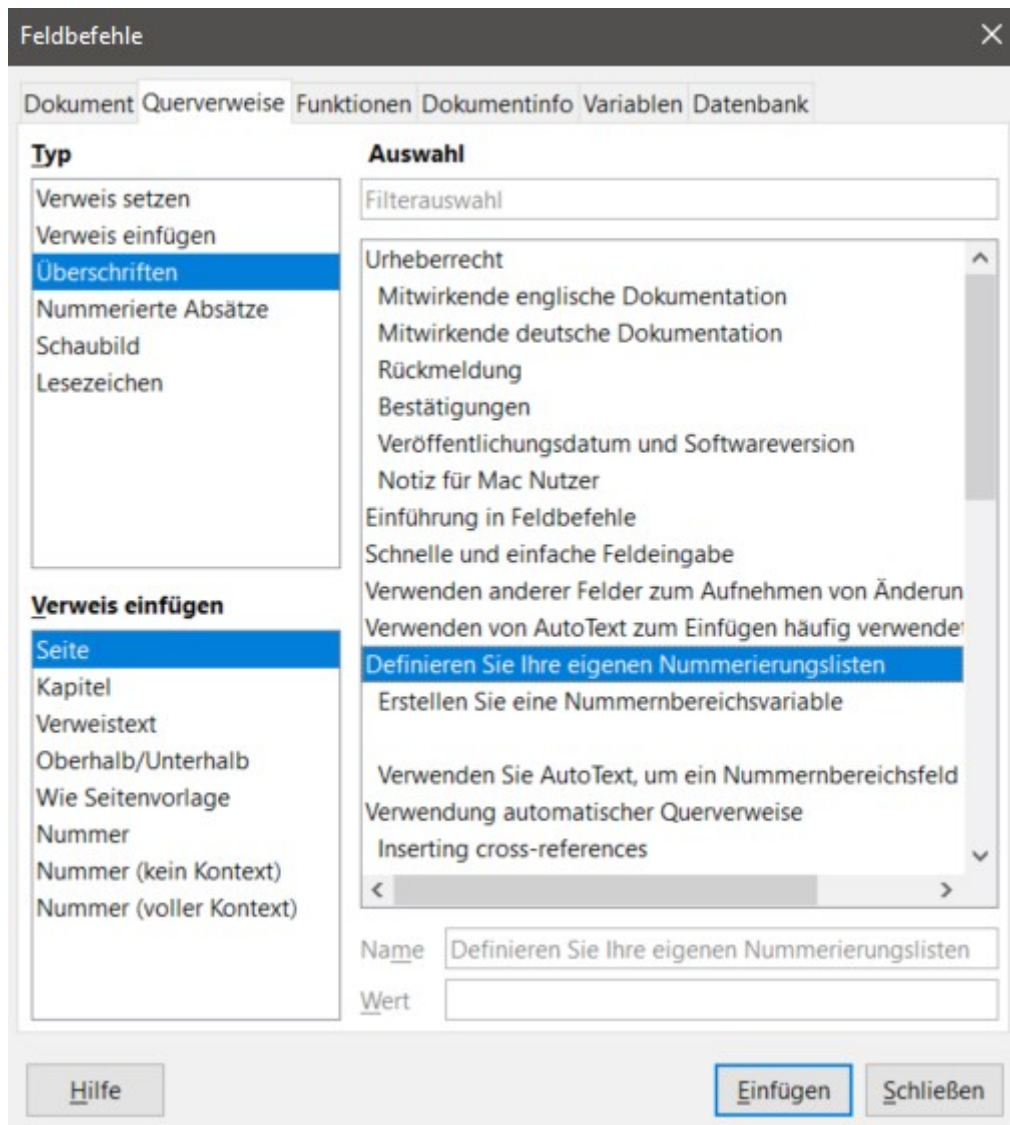 Feldbefehle
Dokument Querverweise Funktionen Dokumentinfo Variablen Datenbank
Typ
Verweis setzen
Verweis einfügen
Überschriften
Nummerierte Absätze
Schaubild
Lesezeichen
Verweis einfügen
Seite
Kapitel
Verweistext
Oberhalb/Unterhalb
Wie Seitenvorlage
Nummer
Nummer (kein Kontext)
Nummer (voller Kontext)
Auswahl
Filterauswahl
Urheberrecht
Mitwirkende englische Dokumentation
Mitwirkende deutsche Dokumentation
Rückmeldung
Bestätigungen
Veröffentlichungsdatum und Softwareversion
Notiz für Mac Nutzer
Einführung in Feldbefehle
Schnelle und einfache Feldeingabe
Verwenden anderer Felder zum Aufnehmen von Änderun
Verwenden von AutoText zum Einfügen häufig verwendet
Definieren Sie Ihre eigenen Nummerierungslisten
Erstellen Sie eine Nummernbereichsvariable
Verwenden Sie AutoText, um ein Nummernbereichsfeld
Verwendung automatischer Querverweise
Inserting cross-references
Name Definieren Sie Ihre eigenen Nummerierungslisten
Wert
Hilfe Einfügen Schließen